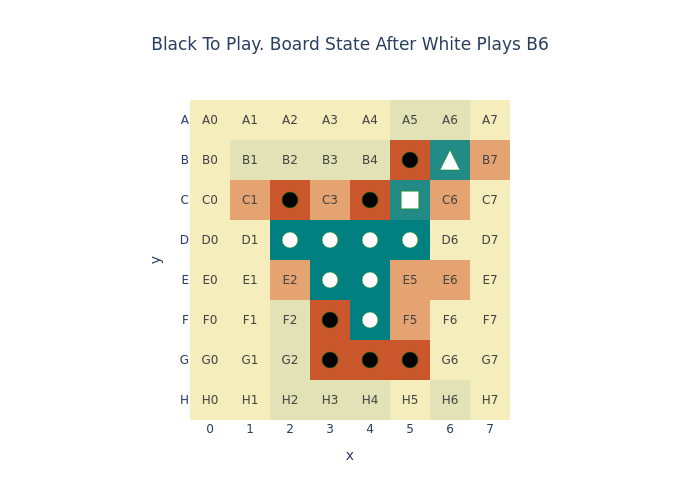 Black To Play. Board State After White Plays B6
A A0 A1 A2 A3 A4 A5 A6 A7
B B0 B1 B2 B3 B4 B7
C C0 C1 C3 C6 C7
D D0 D1 D6 D7
y
E E0 E1 E2 E5 E6 E7
F F0 F1 F2 F5 F6 F7
G G0 G1 G2 G6 G7
H H0 H1 H2 H3 H4 H5 H6 H7
0 1 2 3 4 5 6 7
x